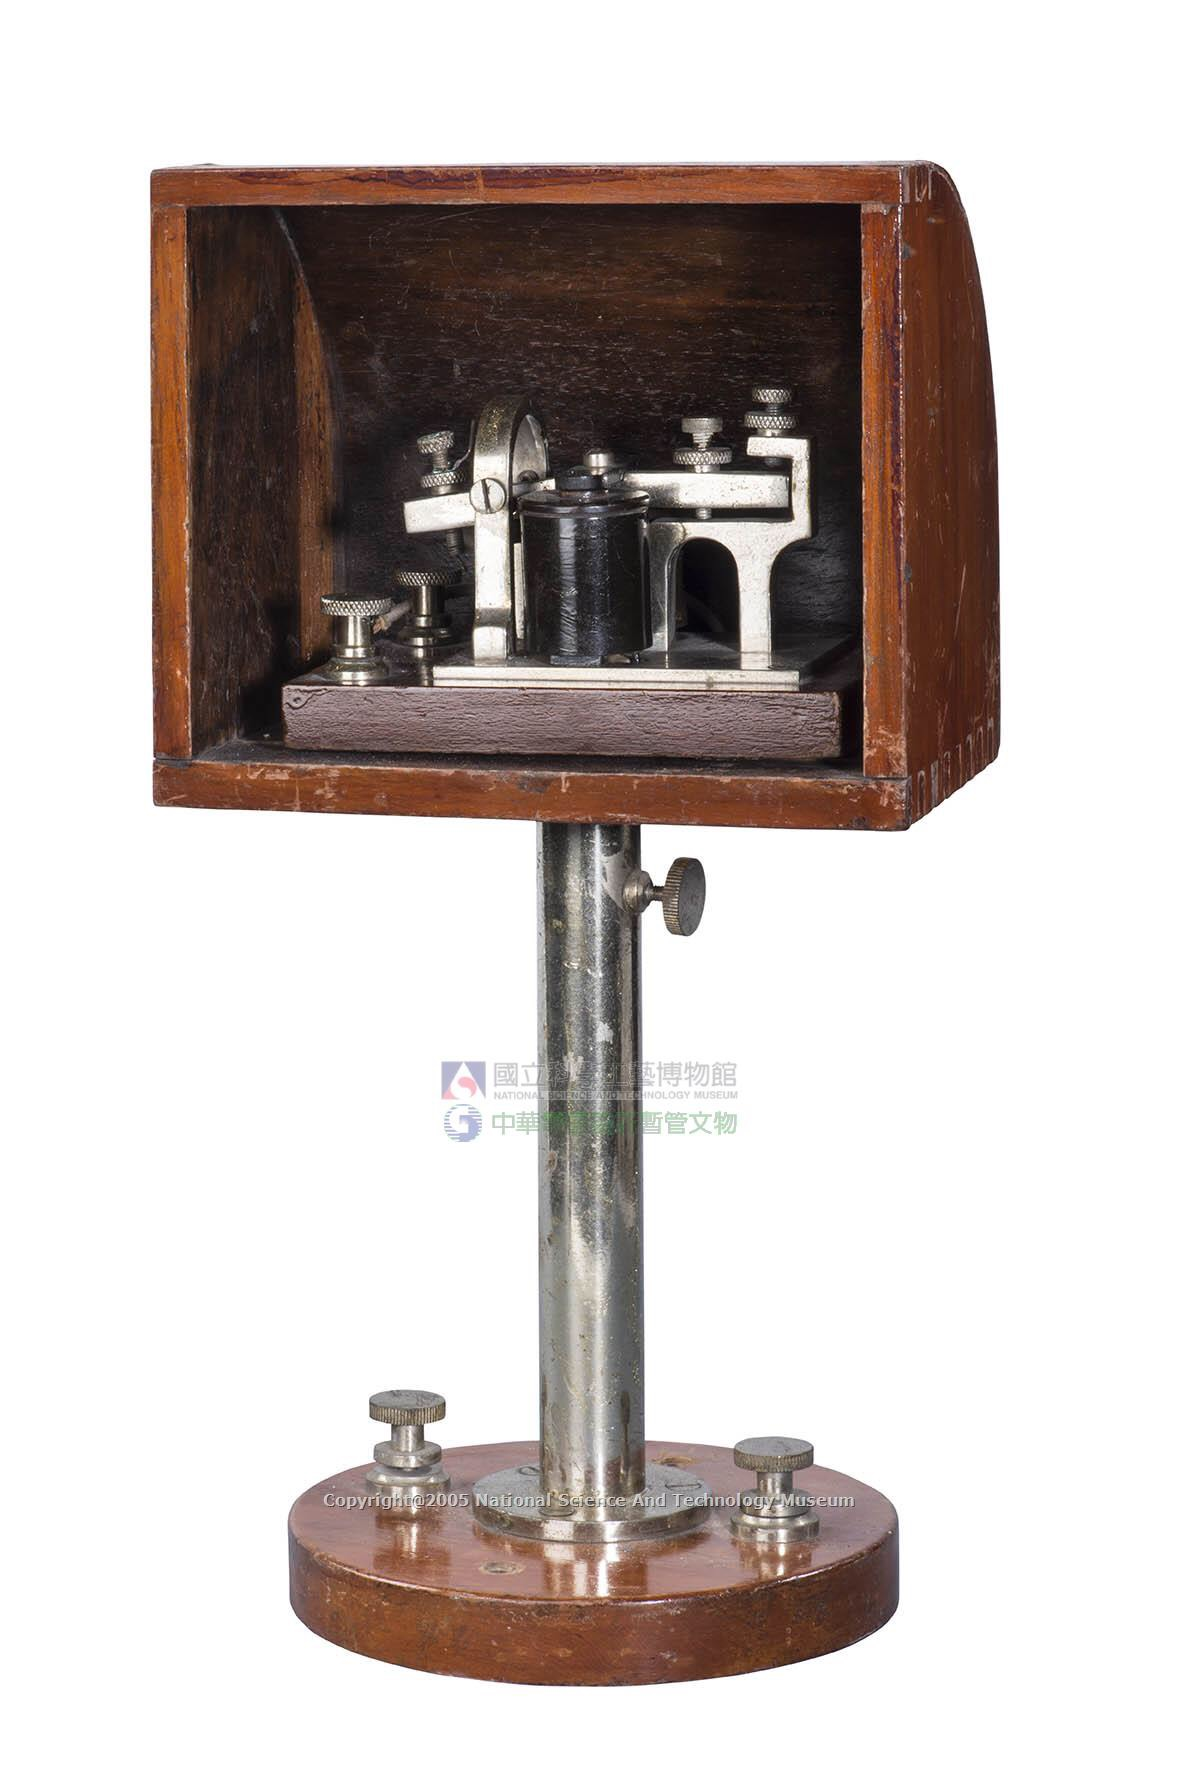 國立科學工藝博物館
NATIONAL SCIENCE AND TECHNOLOGY MUSEUM
中華 暫管文物
Copyright@2005 National Science And Technology Museum